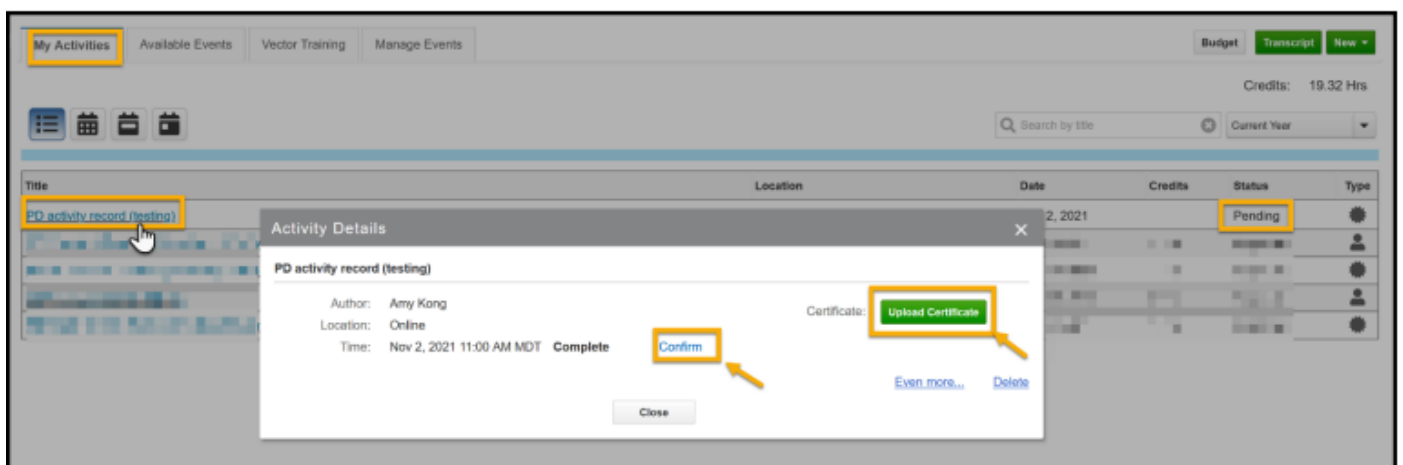 My Activities Available Events Vector Training Manage Events Budget Transcript New
Credits: 19.32 Hrs
Search by title Current Year
Title Location Date Credits Status Type
PD activity record (testing) 2, 2021 Pending
Activity Details
PD activity record (testing)
Author: Amy Kong
Certificate: Upload Certificate
Location: Online
Time: Nov 2, 2021 11:00 AM MDT Complete Confirm
Even more... Delete
Close